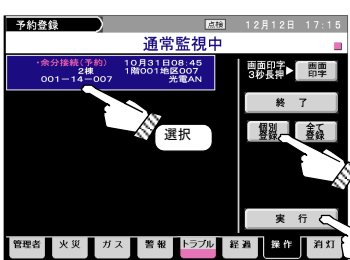 予約登録 点検 12月12日 17:15
通常監視中
・余分接続(予約) 10月31日08:45
2棟 1階001地区007
001-14-007 光電AN
画面印字
3秒長押▶
画面
印字
終 了
選択
個別
登録
全て
登録
実 行
管理者 火 災 ガ ス 警 報 トラブル 経 過 操 作 消 灯